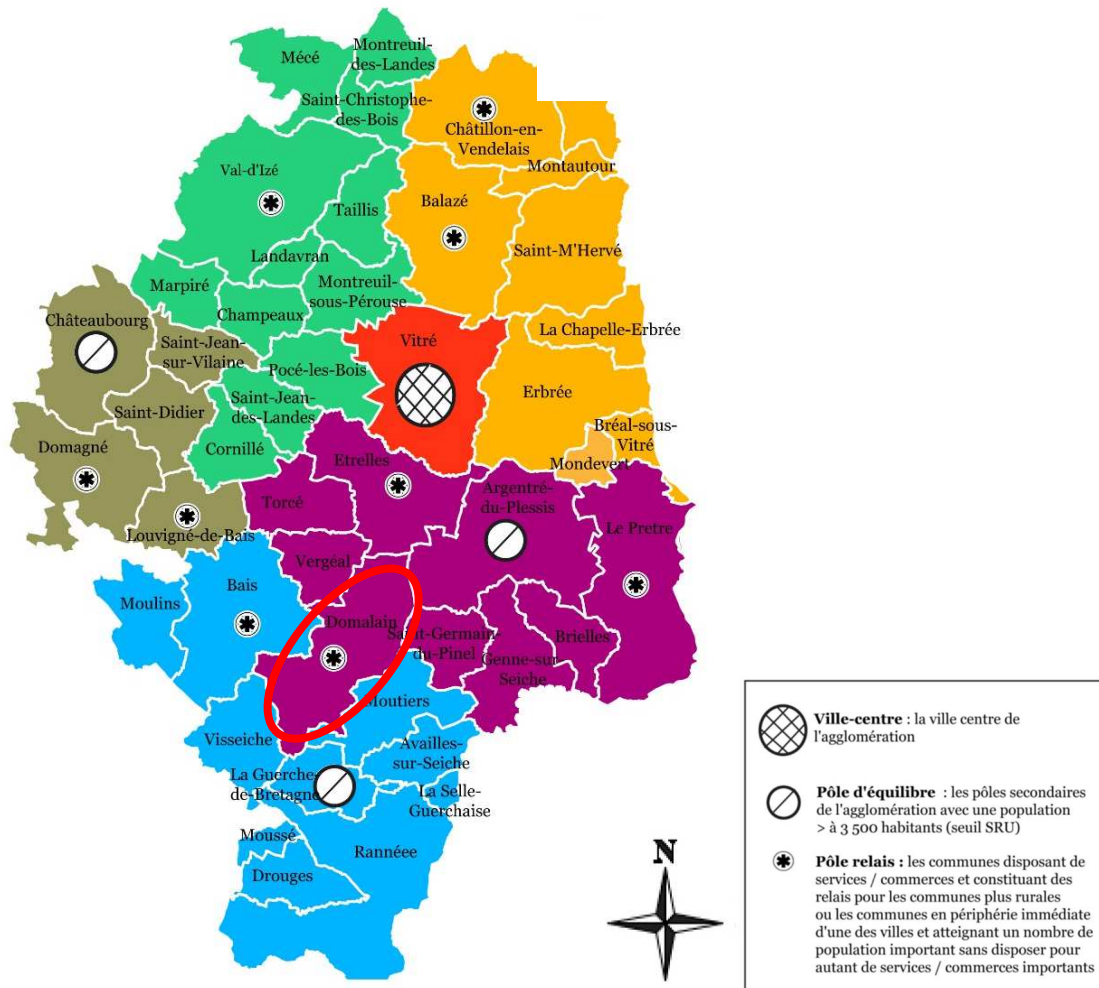 Mécé
Montreuil-
des-Landes
Saint-Christophe-
des-Bois
Châtillon-en-
Vendelais
Montautour
Val-d'Izé
Taillis
Balazé
Saint-M'Hervé
Landavran
Marpiré
Montreuil-
sous-Pérouse
Champeaux
Châteaubourg
Saint-Jean-
sur-Vilaine
Vitré
La Chapelle-Erbrée
Pocé-les-Bois
Erbrée
Saint-Jean-
des-Landes
Saint-Didier
Bréal-sous-
Vitré
Domagné
Cornillé
Mondevert
Etrelles
Argentré-
du-Plessis
Torcé
Le Pretre
Louvigné-de-Bais
Vergéal
Bais
Moulins
Domalain
Saint-Germain-
du-Pinel
Brielles
Genne-sur
Seiche
Moutiers
Visseiche
Availles-
sur-Seiche
La Guerche-
de-Bretagne
La Selle-
Guerchaise
Moussé
Rannéee
Drouges
N
Ville-centre : la ville centre de
l'agglomération
Pôle d'équilibre : les pôles secondaires
de l'agglomération avec une population
> à 3 500 habitants (seuil SRU)
Pôle relais : les communes disposant de
services / commerces et constituant des
relais pour les communes plus rurales
ou les communes en périphérie immédiate
d'une des villes et atteignant un nombre de
population important sans disposer pour
autant de services / commerces importants